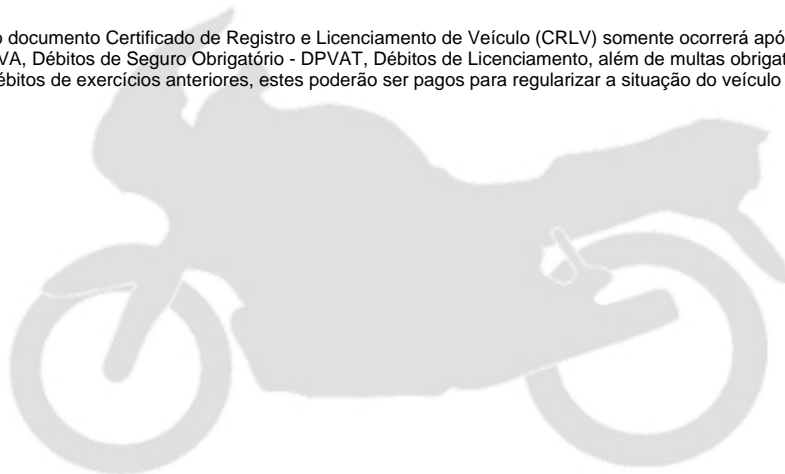 o documento Certificado de Registro e Licenciamento de Veículo (CRLV) somente ocorrerá apó
VA, Débitos de Seguro Obrigatório - DPVAT, Débitos de Licenciamento, além de multas obrigat
ébitos de exercícios anteriores, estes poderão ser pagos para regularizar a situação do veículo